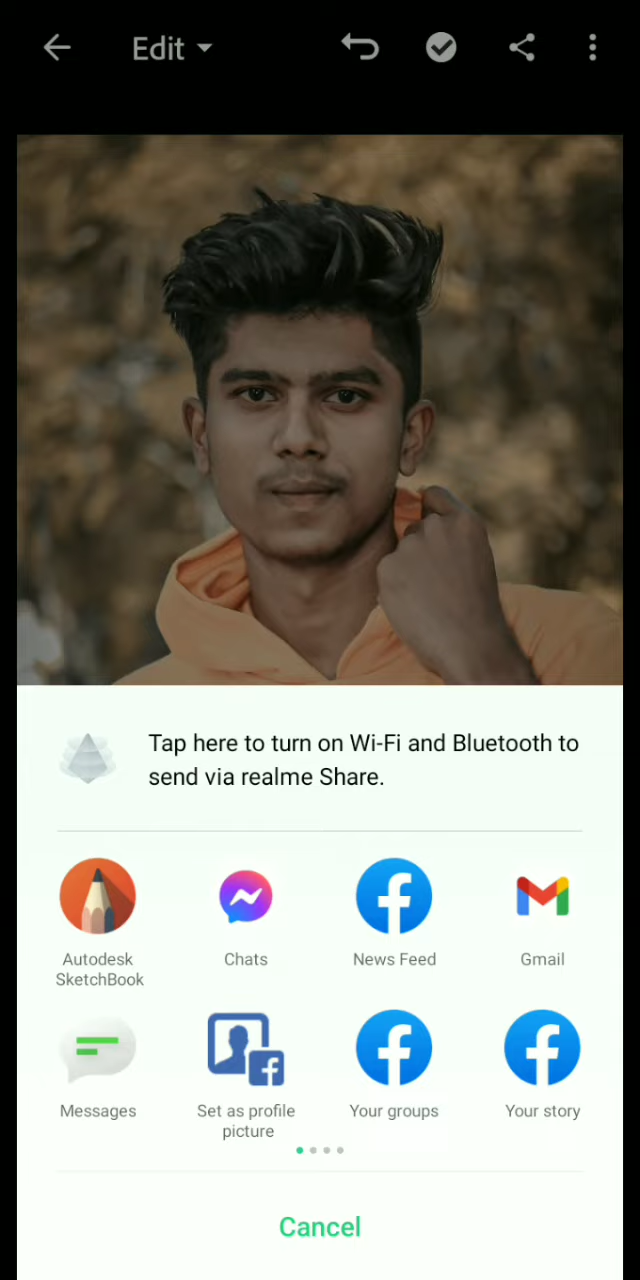 Edit
Tap here to turn on Wi-Fi and Bluetooth to
send via realme Share.
Autodesk
SketchBook
Chats
News Feed
Gmail
Messages
Set as profile
picture
Your groups
Your story
Cancel